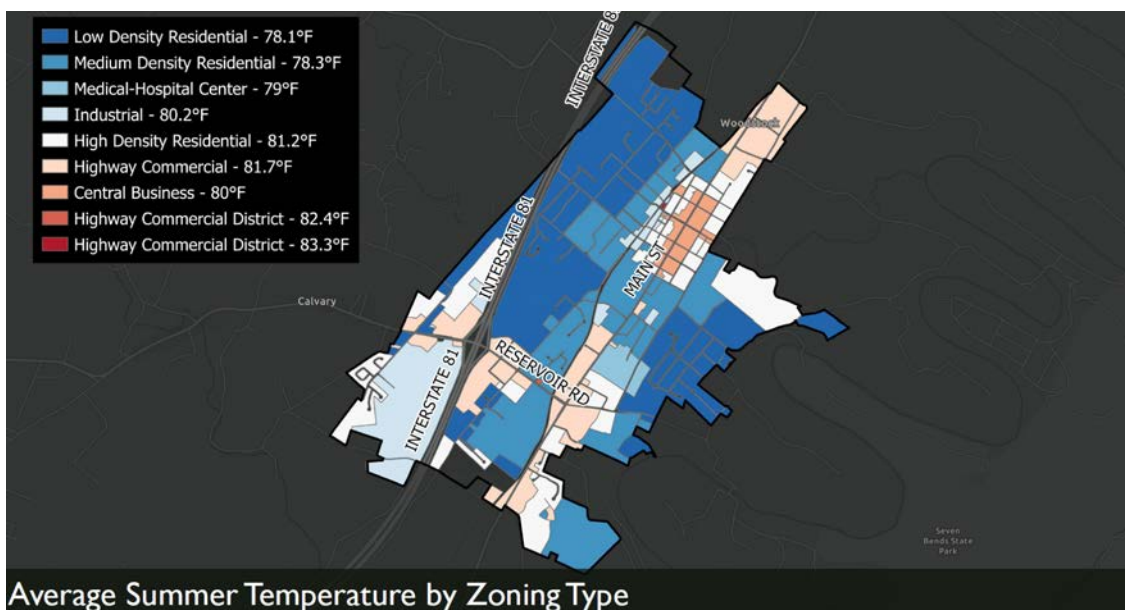 Low Density Residential - 78.1°F
Medium Density Residential - 78.3°F
Medical-Hospital Center - 79°F
Industrial - 80.2°F
High Density Residential - 81.2°F
Highway Commercial - 81.7°F
Central Business - 80°F
Highway Commercial District - 82.4°F
Highway Commercial District - 83.3°F
INTERSTATE 8
Woodstock
INTERSTATE 81
MAIN ST
Calvary
RESERVOIR RD
INTERSTATE 81
Seven
Bends State
Park
Average Summer Temperature by Zoning Type